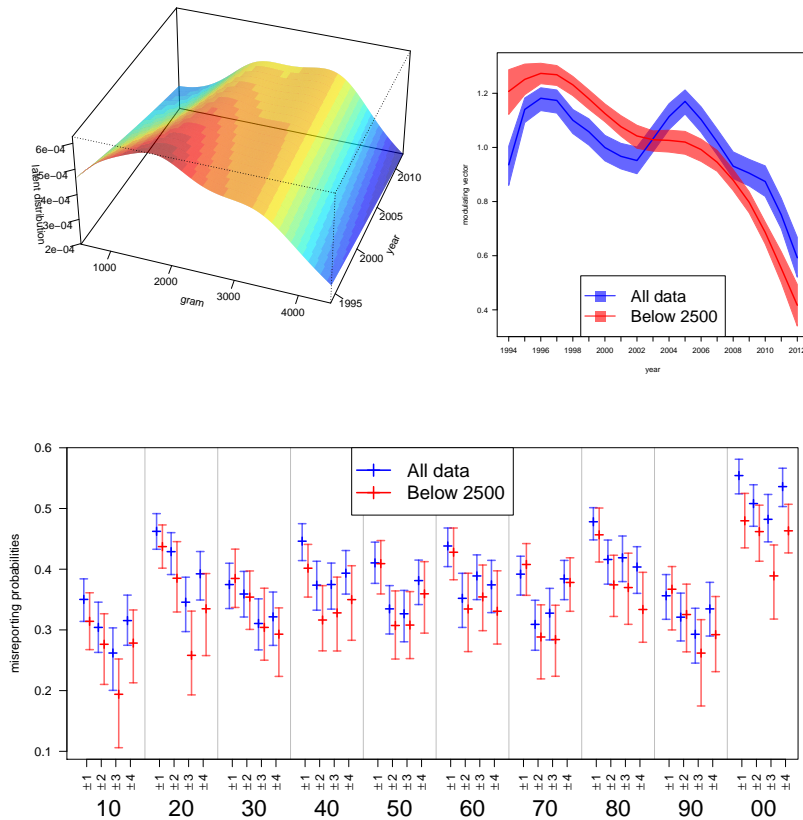 6e−04
5e−04
4e−04
3e−04
2e−04
latent distribution
1000
2000
3000
4000
gram
1995
2000
2005
2010
year
1.2
1.0
0.8
0.6
0.4
modulating vector
All data
Below 2500
1994
1996
1998
2000
2002
2004
2006
2008
2010
2012
year
0.6
0.5
0.4
0.3
0.2
0.1
misreporting probabilities
All data
Below 2500
± 1 ± 2 ± 3 ± 4 ± 1 ± 2 ± 3 ± 4 ± 1 ± 2 ± 3 ± 4 ± 1 ± 2 ± 3 ± 4 ± 1 ± 2 ± 3 ± 4 ± 1 ± 2 ± 3 ± 4 ± 1 ± 2 ± 3 ± 4 ± 1 ± 2 ± 3 ± 4 ± 1 ± 2 ± 3 ± 4 ± 1 ± 2 ± 3 ± 4
10 20 30 40 50 60 70 80 90 00